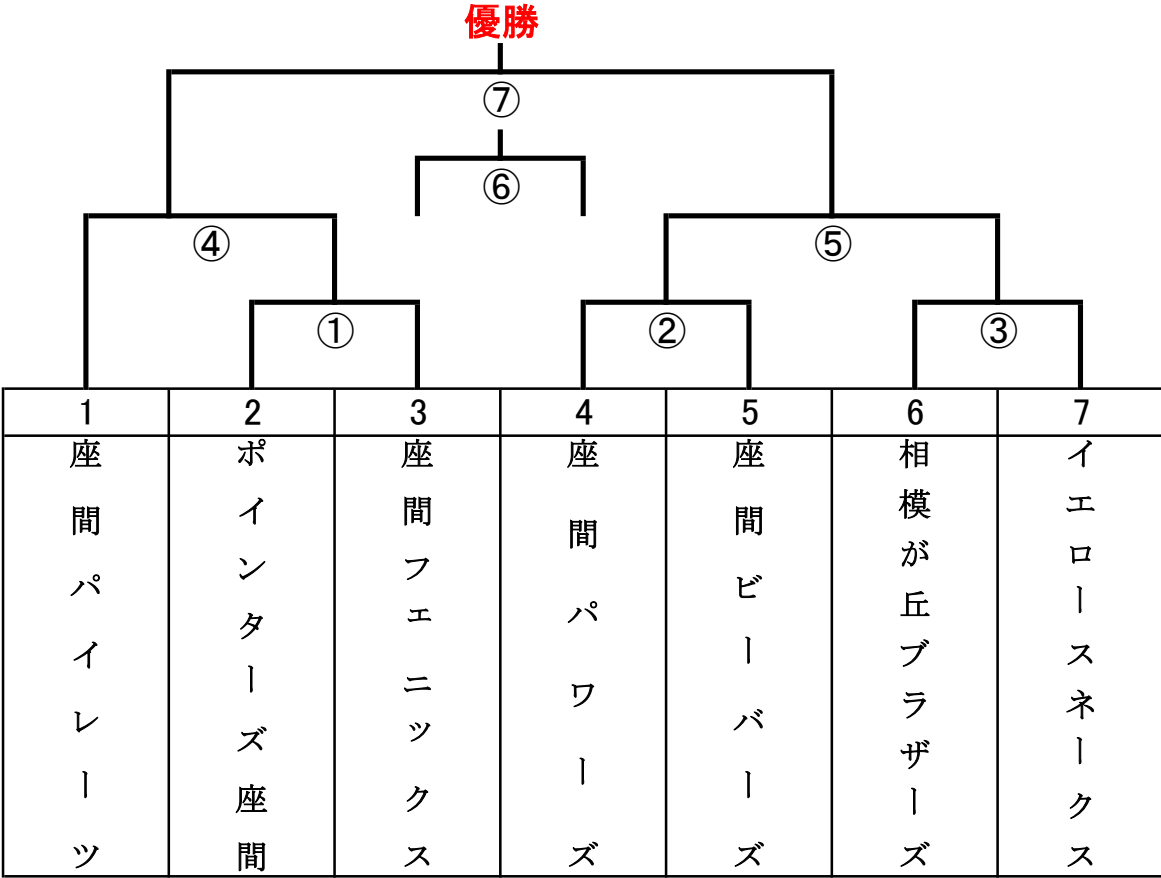 優勝
⑦
⑥
④
⑤
①
②
③
1
2
3
4
5
6
7
座間パイレーツ
ポインターズ座間
座間フェニックス
座間パワーズ
座間ビーバーズ
相模が丘ブラザーズ
イエロースネークス